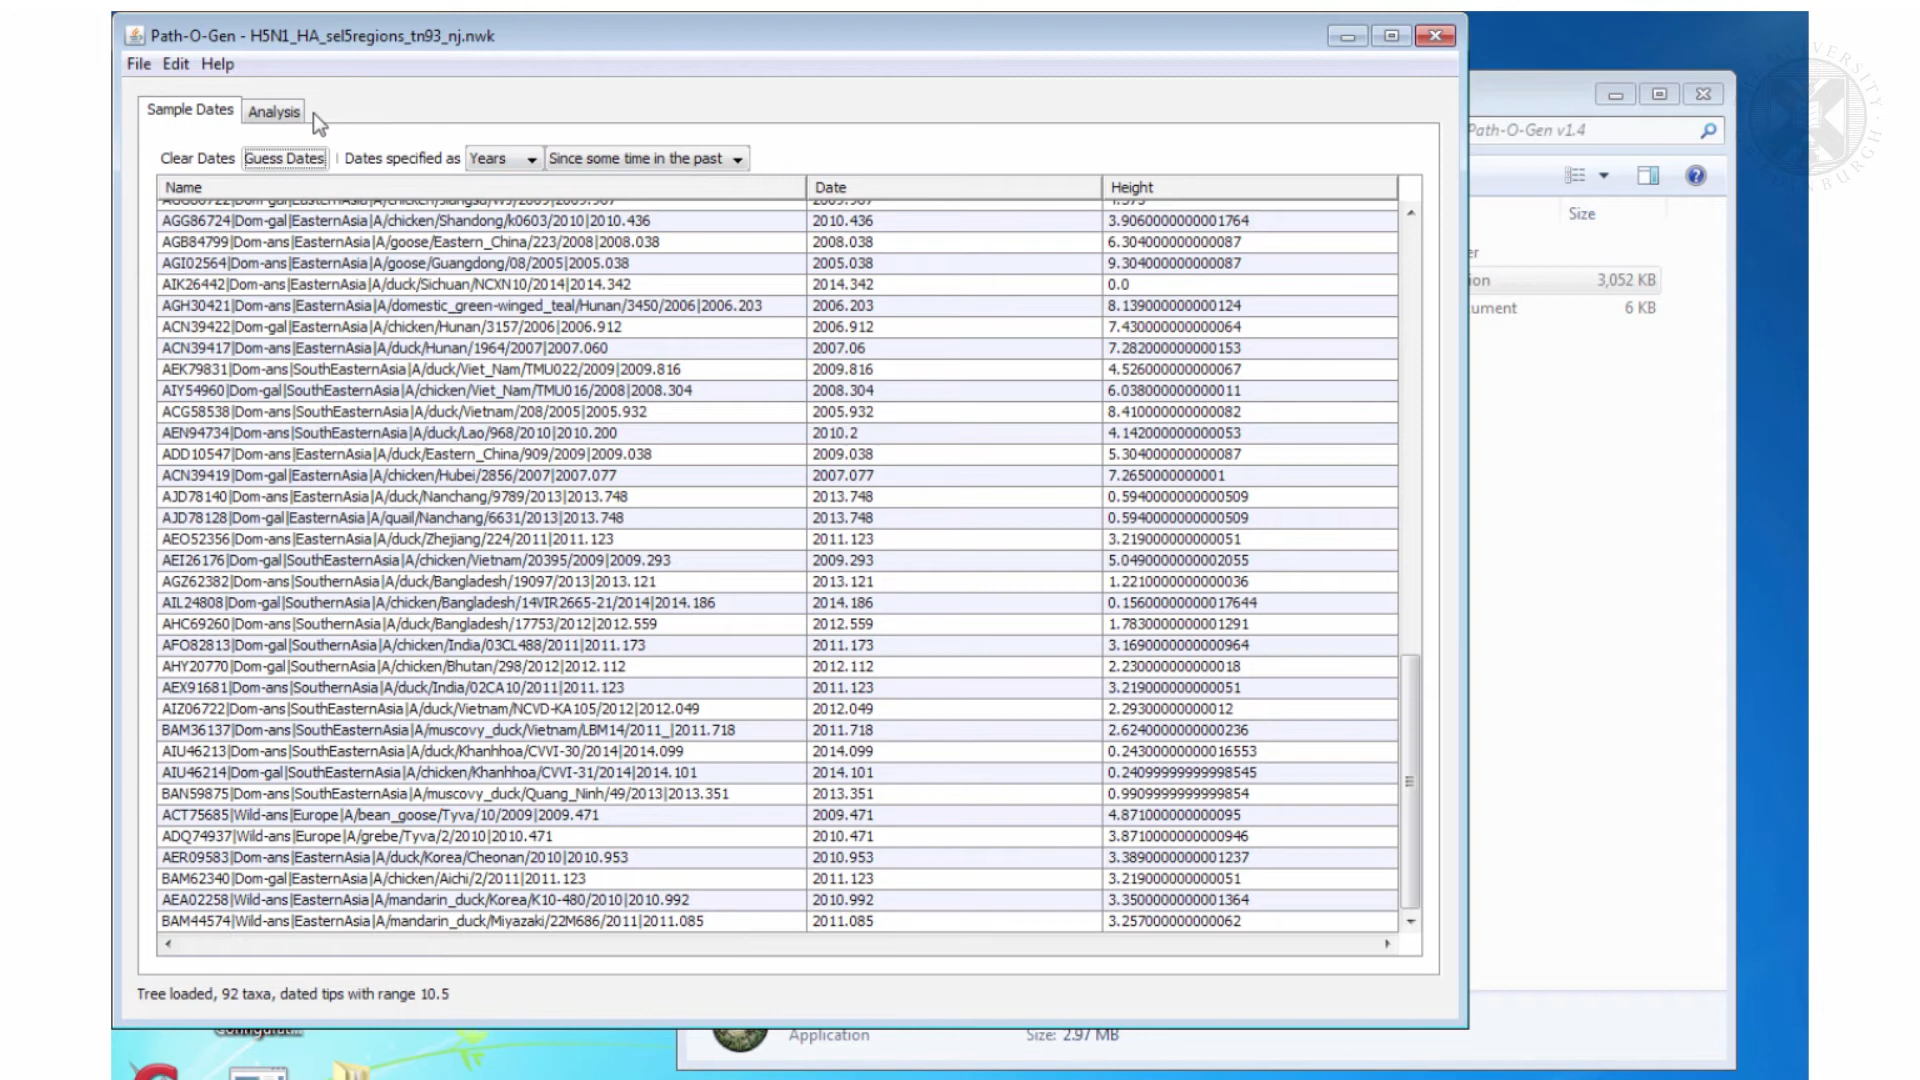 Path-O-Gen - H5N1_HA_sel5regions_tn93_nj.nwk
File Edit Help
Sample Dates Analysis
Path-O-Gen v1.4
Clear Dates Guess Dates Dates specified as Years Since some time in the past
Name Date Height
Size
AGG86724|Dom-gal|EasternAsia|A/chicken/Shandong/k0603/2010|2010.436 2010.436 3.9060000000001764
AGB84799|Dom-ans|EasternAsia|A/goose/Eastern_China/223/2008|2008.038 2008.038 6.304000000000087
AGI02564|Dom-ans|EasternAsia|A/goose/Guangdong/08/2005|2005.038 2005.038 9.304000000000087
AIK26442|Dom-ans|EasternAsia|A/duck/Sichuan/NCXN10/2014|2014.342 2014.342 0.0
3,052 KB
AGH30421|Dom-ans|EasternAsia|A/domestic_green-winged_teal/Hunan/3450/2006|2006.203 2006.203 8.139000000000124
6 KB
ACN39422|Dom-gal|EasternAsia|A/chicken/Hunan/3157/2006|2006.912 2006.912 7.430000000000064
ACN39417|Dom-ans|EasternAsia|A/duck/Hunan/1964/2007|2007.060 2007.06 7.282000000000153
AEK79831|Dom-ans|SouthEasternAsia|A/duck/Viet_Nam/TMU022/2009|2009.816 2009.816 4.526000000000067
AIY54960|Dom-gal|SouthEasternAsia|A/chicken/Viet_Nam/TMU016/2008|2008.304 2008.304 6.038000000000011
ACG58538|Dom-ans|SouthEasternAsia|A/duck/Vietnam/208/2005|2005.932 2005.932 8.410000000000082
AEN94734|Dom-ans|SouthEasternAsia|A/duck/Lao/968/2010|2010.200 2010.2 4.142000000000053
ADD10547|Dom-ans|EasternAsia|A/duck/Eastern_China/909/2009|2009.038 2009.038 5.304000000000087
ACN39419|Dom-gal|EasternAsia|A/chicken/Hubei/2856/2007|2007.077 2007.077 7.2650000000001
AJD78140|Dom-ans|EasternAsia|A/duck/Nanchang/9789/2013|2013.748 2013.748 0.5940000000000509
AJD78128|Dom-gal|EasternAsia|A/quail/Nanchang/6631/2013|2013.748 2013.748 0.5940000000000509
AEO52356|Dom-ans|EasternAsia|A/duck/Zhejiang/224/2011|2011.123 2011.123 3.219000000000051
AEI26176|Dom-gal|SouthEasternAsia|A/chicken/Vietnam/20395/2009|2009.293 2009.293 5.0490000000002055
AGZ62382|Dom-ans|SouthernAsia|A/duck/Bangladesh/19097/2013|2013.121 2013.121 1.2210000000000036
AIL24808|Dom-gal|SouthernAsia|A/chicken/Bangladesh/14VIR2665-21/2014|2014.186 2014.186 0.15600000000017644
AHC69260|Dom-ans|SouthernAsia|A/duck/Bangladesh/17753/2012|2012.559 2012.559 1.7830000000001291
AFO82813|Dom-gal|SouthernAsia|A/chicken/India/03CL488/2011|2011.173 2011.173 3.1690000000000964
AHY20770|Dom-gal|SouthernAsia|A/chicken/Bhutan/298/2012|2012.112 2012.112 2.230000000000018
AEX91681|Dom-ans|SouthernAsia|A/duck/India/02CA10/2011|2011.123 2011.123 3.219000000000051
AIZ06722|Dom-ans|SouthEasternAsia|A/duck/Vietnam/NCVD-KA105/2012|2012.049 2012.049 2.29300000000012
BAM36137|Dom-ans|SouthEasternAsia|A/muscovy_duck/Vietnam/LBM14/2011_|2011.718 2011.718 2.6240000000000236
AIU46213|Dom-ans|SouthEasternAsia|A/duck/Khanhhoa/CVVI-30/2014|2014.099 2014.099 0.24300000000016553
AIU46214|Dom-gal|SouthEasternAsia|A/chicken/Khanhhoa/CVVI-31/2014|2014.101 2014.101 0.24099999999998545
BAN59875|Dom-ans|SouthEasternAsia|A/muscovy_duck/Quang_Ninh/49/2013|2013.351 2013.351 0.9909999999999854
ACT75685|Wild-ans|Europe|A/bean_goose/Tyva/10/2009|2009.471 2009.471 4.871000000000095
ADQ74937|Wild-ans|Europe|A/grebe/Tyva/2/2010|2010.471 2010.471 3.8710000000000946
AER09583|Dom-ans|EasternAsia|A/duck/Korea/Cheonan/2010|2010.953 2010.953 3.3890000000001237
BAM62340|Dom-gal|EasternAsia|A/chicken/Aichi/2/2011|2011.123 2011.123 3.219000000000051
AEA02258|Wild-ans|EasternAsia|A/mandarin_duck/Korea/K10-480/2010|2010.992 2010.992 3.3500000000001364
BAM44574|Wild-ans|EasternAsia|A/mandarin_duck/Miyazaki/22M686/2011|2011.085 2011.085 3.257000000000062
Tree loaded, 92 taxa, dated tips with range 10.5
Application Size: 2.97 MB